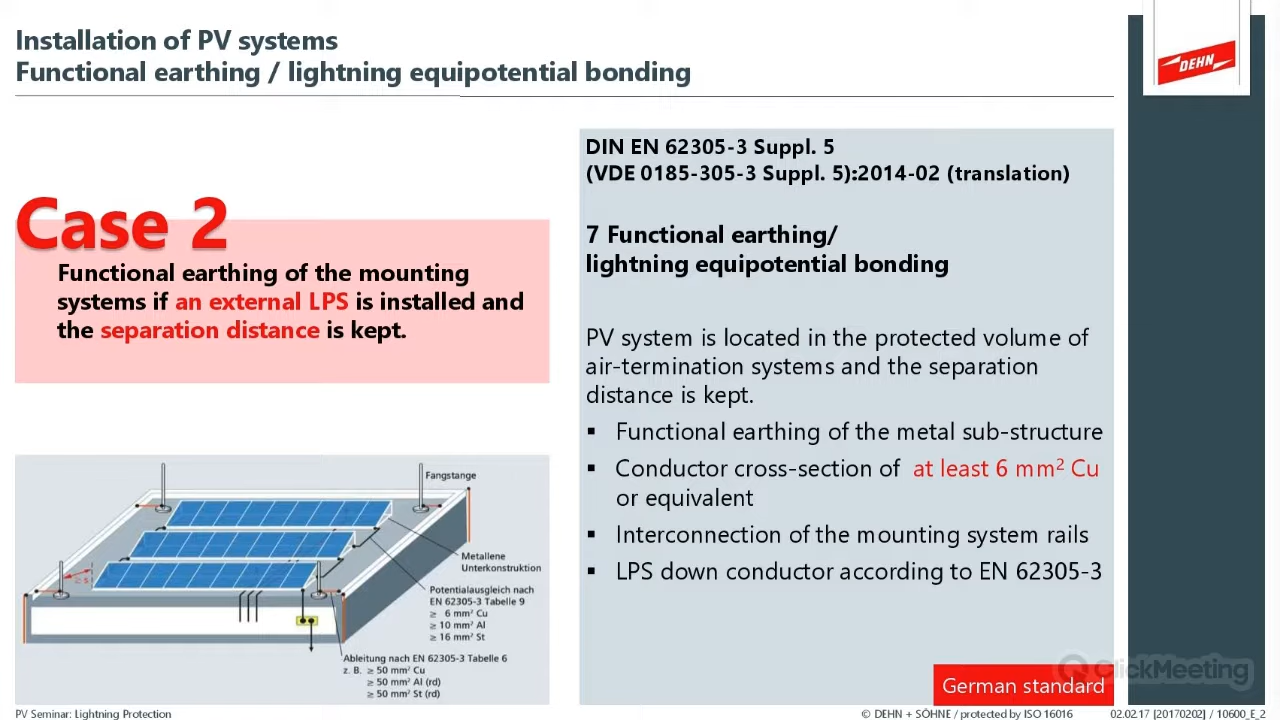 Installation of PV systems
Functional earthing / lightning equipotential bonding
DEHN
Case 2
Functional earthing of the mounting
systems if an external LPS is installed and
the separation distance is kept.
DIN EN 62305-3 Suppl. 5
(VDE 0185-305-3 Suppl. 5):2014-02 (translation)
7 Functional earthing/
lightning equipotential bonding
PV system is located in the protected volume of
air-termination systems and the separation
distance is kept.
▪ Functional earthing of the metal sub-structure
▪ Conductor cross-section of at least 6 mm² Cu
or equivalent
▪ Interconnection of the mounting system rails
▪ LPS down conductor according to EN 62305-3
Fangstange
Metallene
Unterkonstruktion
≥ s
Potentialausgleich nach
EN 62305-3 Tabelle 9
≥ 6 mm² Cu
≥ 10 mm² Al
≥ 16 mm² St
Ableitung nach EN 62305-3 Tabelle 6
z. B. ≥ 50 mm² Cu
≥ 50 mm² Al (rd)
≥ 50 mm² St (rd)
ClickMeeting
German standard
PV Seminar: Lightning Protection
© DEHN + SÖHNE / protected by ISO 16016
02.02.17 [20170202] / 10600_E_2